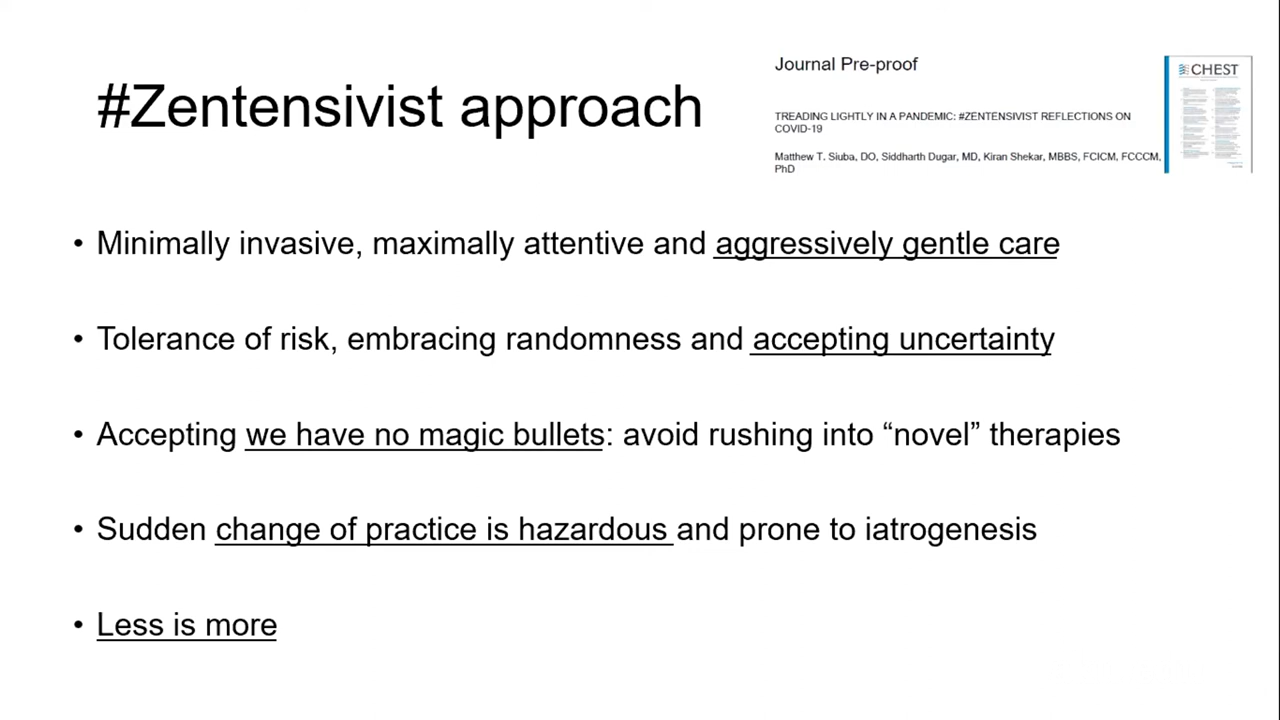 #Zentensivist approach
Journal Pre-proof
TREADING LIGHTLY IN A PANDEMIC: #ZENTENSIVIST REFLECTIONS ON
COVID-19
Matthew T. Siuba, DO, Siddharth Dugar, MD, Kiran Shekar, MBBS, FCICM, FCCCM,
PhD
CHEST
• Minimally invasive, maximally attentive and aggressively gentle care
• Tolerance of risk, embracing randomness and accepting uncertainty
• Accepting we have no magic bullets: avoid rushing into “novel” therapies
• Sudden change of practice is hazardous and prone to iatrogenesis
• Less is more